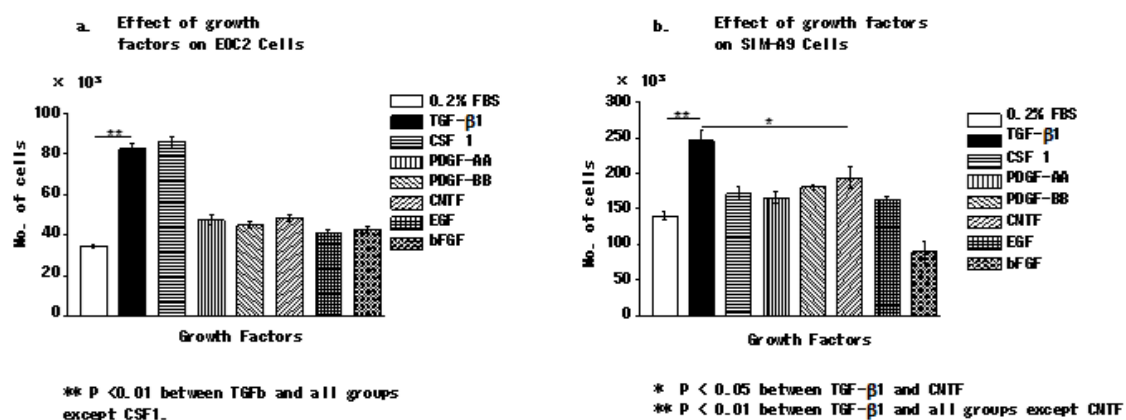 a. Effect of growth
factors on EOC2 Cells
× 10³
No. of cells
100
80
60
40
20
0
**
0.2% FBS
TGF-β1
CSF 1
PDGF-AA
PDGF-BB
CNTF
EGF
bFGF
Growth Factors
** P <0.01 between TGFb and all groups
except CSF1.
b. Effect of growth factors
on SIM-A9 Cells
× 10³
No. of cells
300
250
200
150
100
50
0
**
*
0.2% FBS
TGF-β1
CSF 1
PDGF-AA
PDGF-BB
CNTF
EGF
bFGF
Growth Factors
* P < 0.05 between TGF-β1 and CNTF
** P < 0.01 between TGF-β1 and all groups except CNTF